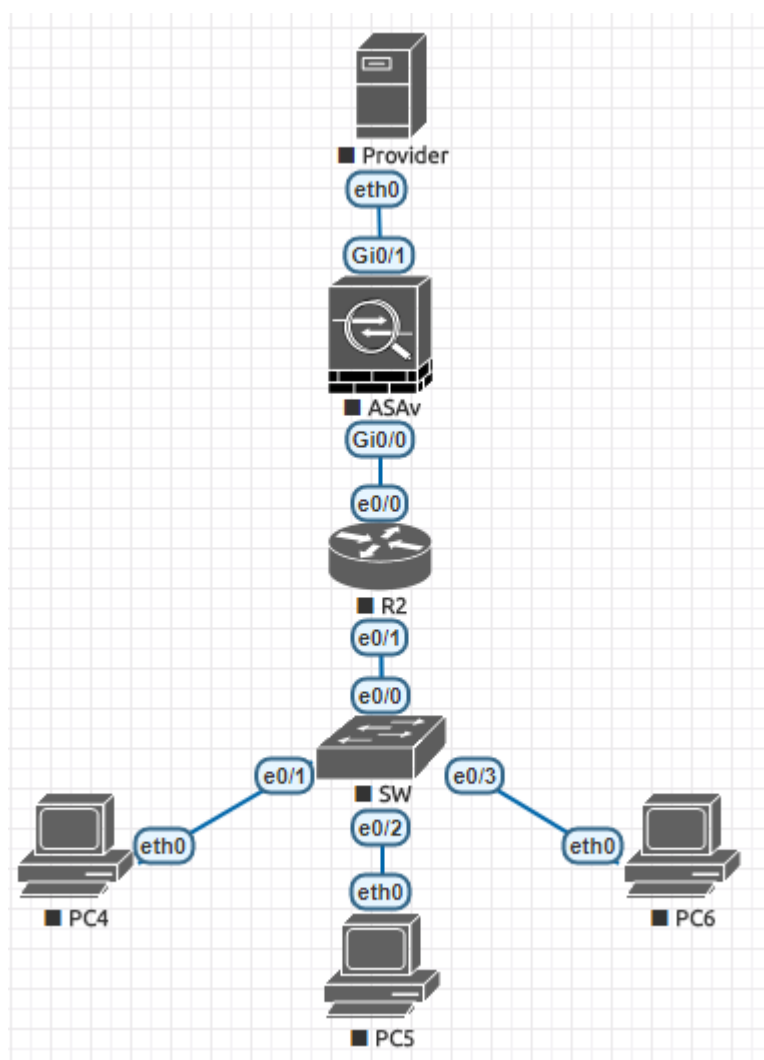 Provider
eth0
Gi0/1
ASAv
Gi0/0
e0/0
R2
e0/1
e0/0
e0/1
SW
e0/3
e0/2
eth0
eth0
eth0
PC4
PC6
PC5